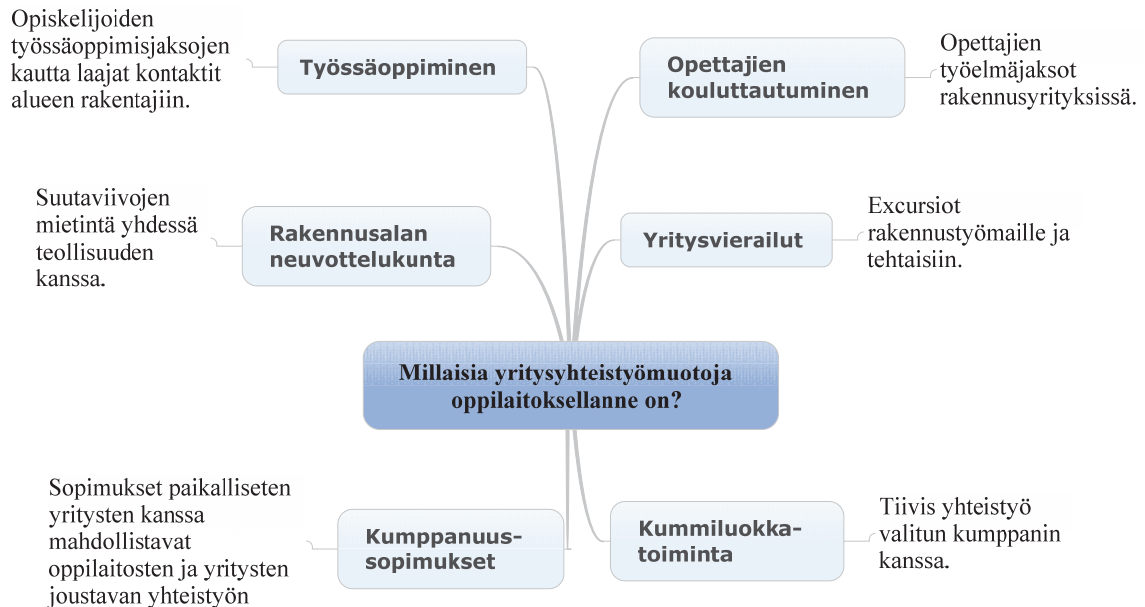 Opiskelijoiden
työssäoppimisjaksojen
kautta laajat kontaktit
alueen rakentajiin.
Työssäoppiminen
Opettajien
kouluttautuminen
Opettajien
työelmäjaksot
rakennusyrityksissä.
Suutaviivojen
mietintä yhdessä
teollisuuden
kanssa.
Rakennusalan
neuvottelukunta
Yritysvierailut
Excursiot
rakennustyömaille ja
tehtaisiin.
Millaisia yritysyhteistyömuotoja
oppilaitoksellanne on?
Sopimukset paikalliseten
yritysten kanssa
mahdollistavat
oppilaitosten ja yritysten
joustavan yhteistyön
Kumppanuus-
sopimukset
Kummiluokka-
toiminta
Tiivis yhteistyö
valitun kumppanin
kanssa.